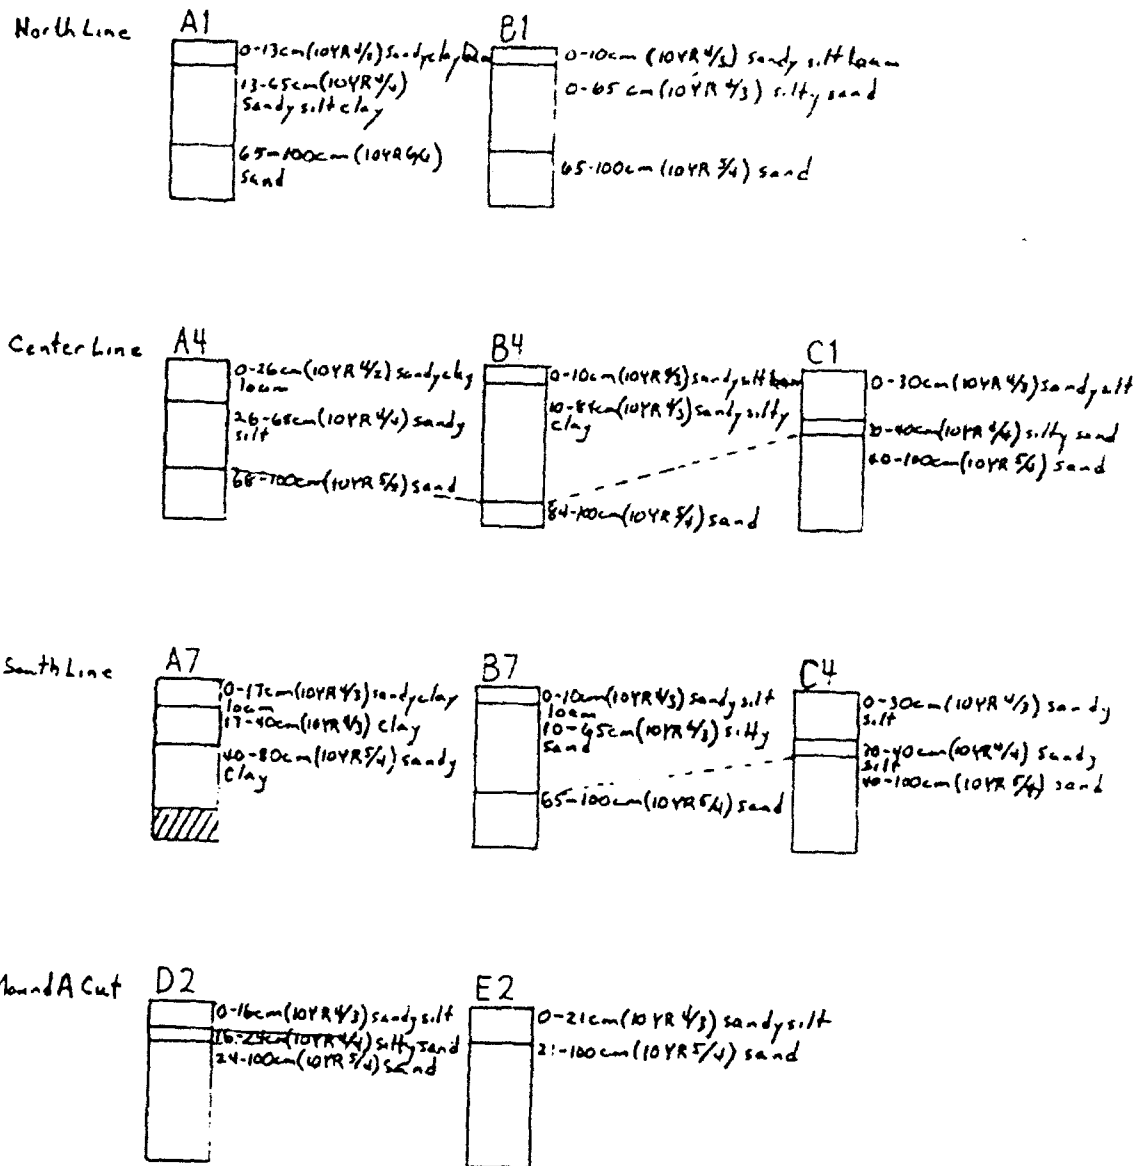 North Line
A1
0-13cm (10YR 4/2) sandy clay loam
13-65cm (10YR 4/4)
Sandy silt clay
65-100cm (10YR 6/4)
Sand
B1
0-10cm (10YR 4/3) sandy silt loam
0-65 cm (10YR 4/3) silty sand
65-100cm (10YR 5/4) sand
Center Line
A4
0-26cm (10YR 4/2) sandy clay
loam
26-68cm (10YR 4/4) sandy
silt
68-100cm (10YR 5/3) sand
B4
0-10cm (10YR 4/3) sandy silt loam
10-84cm (10YR 4/3) sandy silty
clay
84-100cm (10YR 5/4) sand
C1
0-30cm (10YR 4/3) sandy silt
30-40cm (10YR 4/4) silty sand
40-100cm (10YR 5/4) sand
South Line
A7
0-17cm (10YR 4/3) sandy clay
loam
17-40cm (10YR 4/3) clay
40-80cm (10YR 5/4) sandy
Clay
B7
0-10cm (10YR 4/3) sandy silt
loam
10-65cm (10YR 4/3) silty
Sand
65-100cm (10YR 5/4) sand
C4
0-30cm (10YR 4/3) sandy
silt
30-40cm (10YR 4/4) sandy
silt
40-100cm (10YR 5/4) sand
Mound A Cut
D2
0-16cm (10YR 4/3) sandy silt
16-24cm (10YR 4/4) silty sand
24-100cm (10YR 5/4) sand
E2
0-21cm (10YR 4/3) sandy silt
21-100cm (10YR 5/4) sand